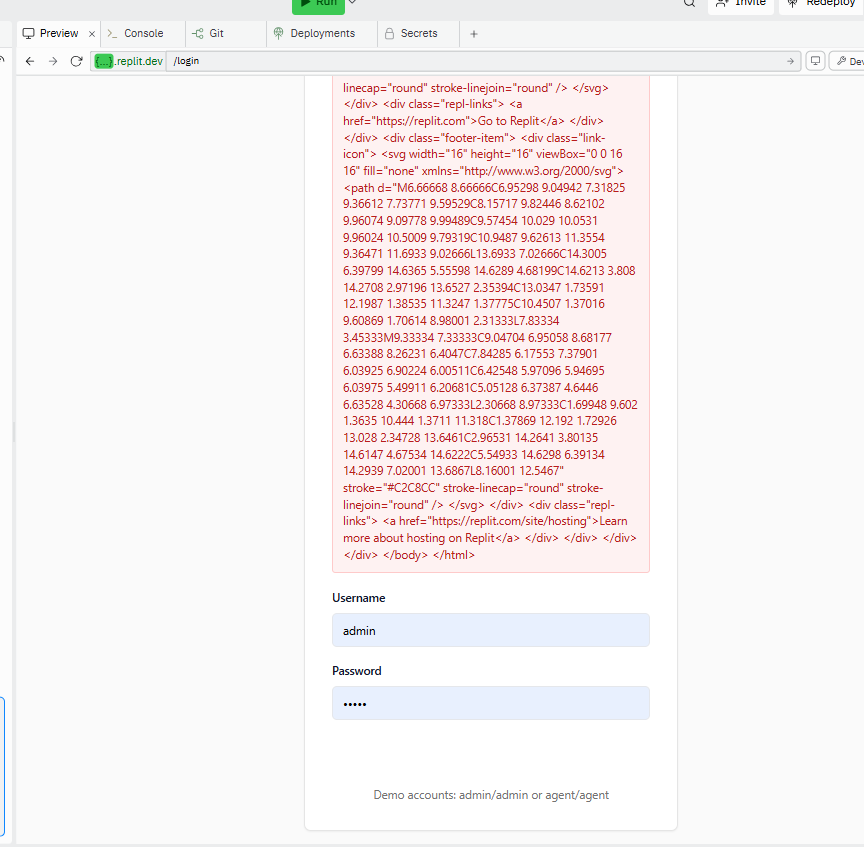 Run
Invite
Redeploy
Preview
Console
Git
Deployments
Secrets
{...}.replit.dev /login
linecap="round" stroke-linejoin="round" /> </svg>
</div> <div class="repl-links"> <a
href="https://replit.com">Go to Replit</a> </div>
</div> <div class="footer-item"> <div class="link-
icon"> <svg width="16" height="16" viewBox="0 0 16
16" fill="none" xmlns="http://www.w3.org/2000/svg">
<path d="M6.66668 8.66666C6.95298 9.04942 7.31825
9.36612 7.73771 9.59529C8.15717 9.82446 8.62102
9.96074 9.09778 9.99489C9.57454 10.029 10.0531
9.96024 10.5009 9.79319C10.9487 9.62613 11.3554
9.36471 11.6933 9.02666L13.6933 7.02666C14.3005
6.39799 14.6365 5.55598 14.6289 4.68199C14.6213 3.808
14.2708 2.97196 13.6527 2.35394C13.0347 1.73591
12.1987 1.38535 11.3247 1.37775C10.4507 1.37016
9.60869 1.70614 8.98001 2.31333L7.83334
3.45333M9.33334 7.33333C9.04704 6.95058 8.68177
6.63388 8.26231 6.4047C7.84285 6.17553 7.37901
6.03925 6.90224 6.00511C6.42548 5.97096 5.94695
6.03975 5.49911 6.20681C5.05128 6.37387 4.6446
6.63528 4.30668 6.97333L2.30668 8.97333C1.69948 9.602
1.3635 10.444 1.3711 11.318C1.37869 12.192 1.72926
13.028 2.34728 13.6461C2.96531 14.2641 3.80135
14.6147 4.67534 14.6222C5.54933 14.6298 6.39134
14.2939 7.02001 13.6867L8.16001 12.5467"
stroke="#C2C8CC" stroke-linecap="round" stroke-
linejoin="round" /> </svg> </div> <div class="repl-
links"> <a href="https://replit.com/site/hosting">Learn
more about hosting on Replit</a> </div> </div> </div>
</div> </body> </html>
Username
admin
Password
•••••
Demo accounts: admin/admin or agent/agent